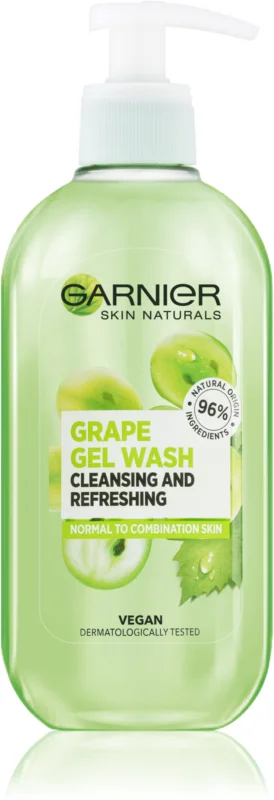 GARNIER
SKIN NATURALS
NATURAL ORIGIN
96%
INGREDIENTS
GRAPE
GEL WASH
CLEANSING AND
REFRESHING
NORMAL TO COMBINATION SKIN
VEGAN
DERMATOLOGICALLY TESTED